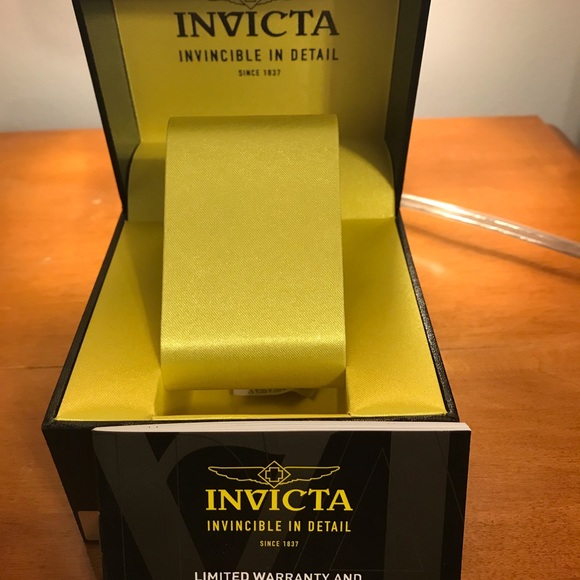 INVICTA
INVINCIBLE IN DETAIL
SINCE 1837
INVICTA
INVINCIBLE IN DETAIL
SINCE 1837
LIMITED WARRANTY AND